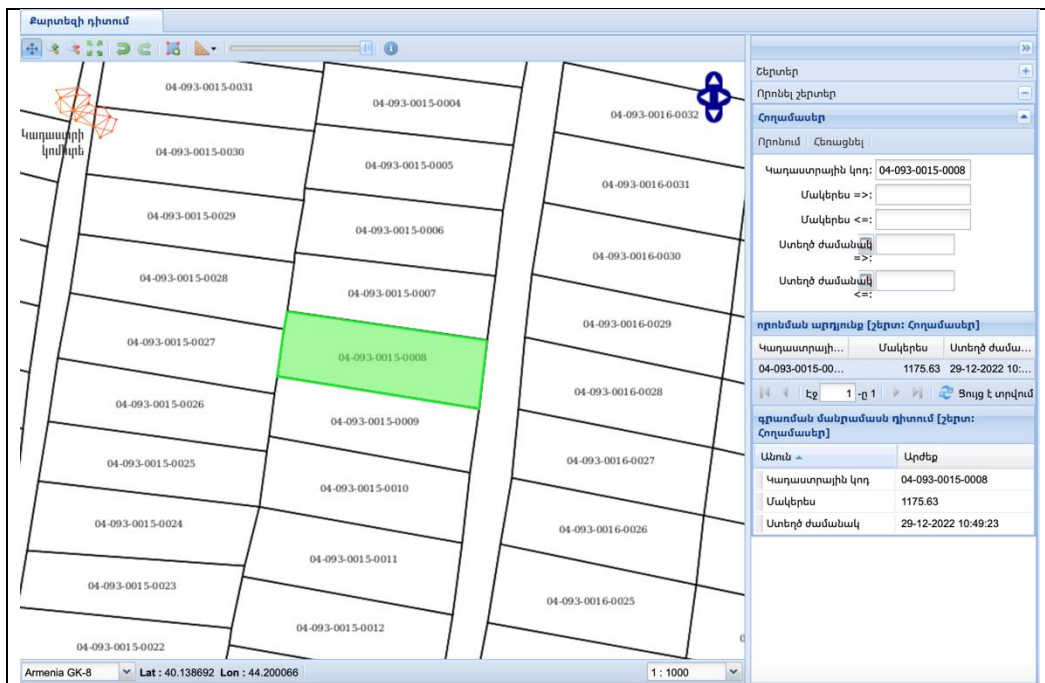 Քարտեզի դիտում
Կադաստրի
կոմիտե
04-093-0015-0031
04-093-0015-0030
04-093-0015-0029
04-093-0015-0028
04-093-0015-0027
04-093-0015-0026
04-093-0015-0025
04-093-0015-0024
04-093-0015-0023
04-093-0015-0022
04-093-0015-0004
04-093-0015-0005
04-093-0015-0006
04-093-0015-0007
04-093-0015-0008
04-093-0015-0009
04-093-0015-0010
04-093-0015-0011
04-093-0015-0012
04-093-0016-0032
04-093-0016-0031
04-093-0016-0030
04-093-0016-0029
04-093-0016-0028
04-093-0016-0027
04-093-0016-0026
04-093-0016-0025
Armenia GK-8 Lat : 40.138692 Lon : 44.200066 1 : 1000
Շերտեր
Որոնել շերտեր
Հողամասեր
Որոնում Հեռացնել
Կադաստրային կոդ: 04-093-0015-0008
Մակերես =>:
Մակերես <=:
Ստեղծ ժամանակ
=>:
Ստեղծ ժամանակ
<=:
որոնման արդյունք [շերտ: Հողամասեր]
Կադաստրայի... Մակերես Ստեղծ ժամա...
04-093-0015-00... 1175.63 29-12-2022 10:...
Էջ 1 -ը 1 Ցույց է տրվում
գրառման մանրամասն դիտում [շերտ:
Հողամասեր]
Անուն Արժեք
Կադաստրային կոդ 04-093-0015-0008
Մակերես 1175.63
Ստեղծ ժամանակ 29-12-2022 10:49:23